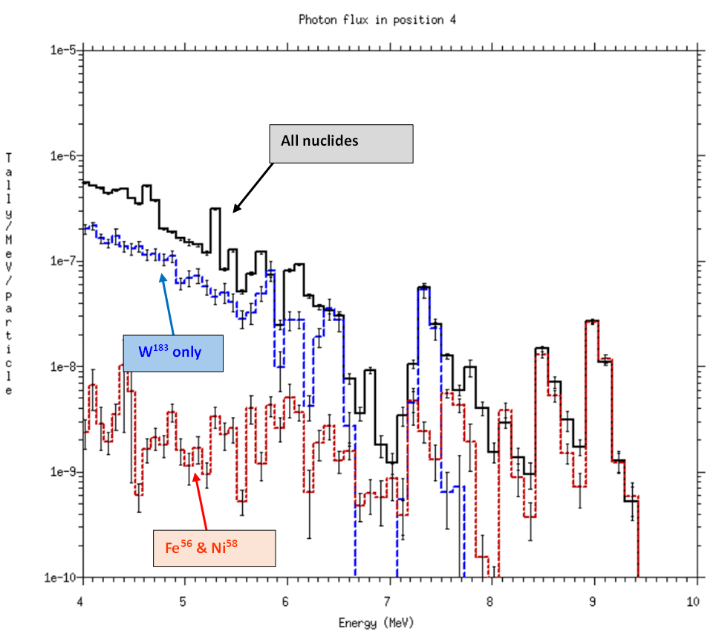 Photon flux in position 4
1e-5
1e-6
1e-7
1e-8
1e-9
1e-10
Tally/MeV/particle
All nuclides
W¹⁸³ only
Fe⁵⁶ & Ni⁵⁸
4 5 6 7 8 9 10
Energy (MeV)